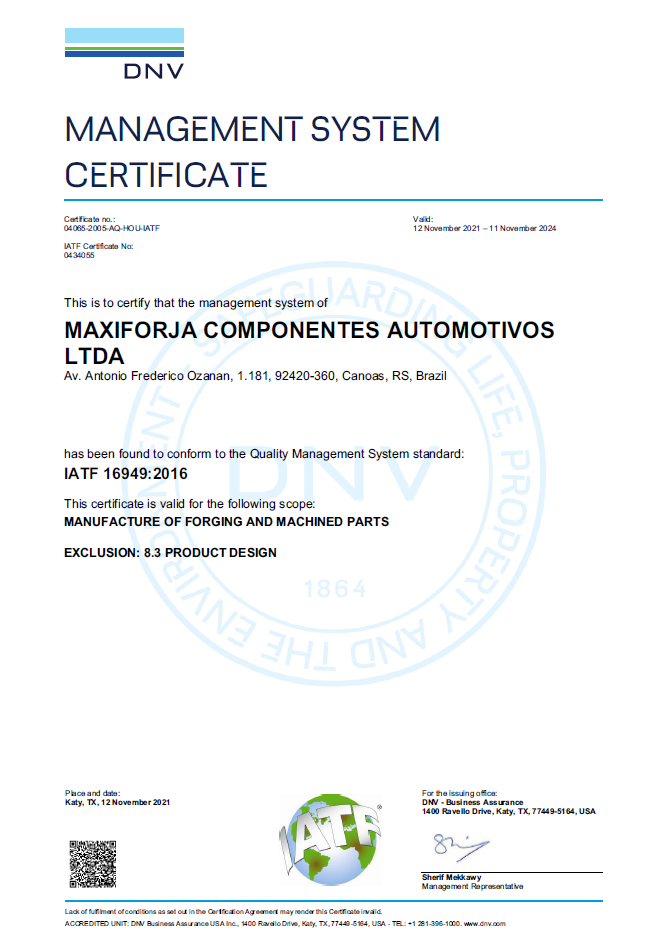 DNV
MANAGEMENT SYSTEM
CERTIFICATE
Certificate no.:
04065-2005-AQ-HOU-IATF
Valid:
12 November 2021 – 11 November 2024
IATF Certificate No:
0434055
This is to certify that the management system of
MAXIFORJA COMPONENTES AUTOMOTIVOS
LTDA
Av. Antonio Frederico Ozanan, 1.181, 92420-360, Canoas, RS, Brazil
has been found to conform to the Quality Management System standard:
IATF 16949:2016
This certificate is valid for the following scope:
MANUFACTURE OF FORGING AND MACHINED PARTS
EXCLUSION: 8.3 PRODUCT DESIGN
SAFEGUARDING LIFE, PROPERTY AND THE ENVIRONMENT –
DNV
1864
Place and date:
Katy, TX, 12 November 2021
IATF®
For the issuing office:
DNV - Business Assurance
1400 Ravello Drive, Katy, TX, 77449-5164, USA
Sherif Mekkawy
Management Representative
Lack of fulfilment of conditions as set out in the Certification Agreement may render this Certificate invalid.
ACCREDITED UNIT: DNV Business Assurance USA Inc., 1400 Ravello Drive, Katy, TX, 77449-5164, USA - TEL: +1 281-396-1000. www.dnv.com